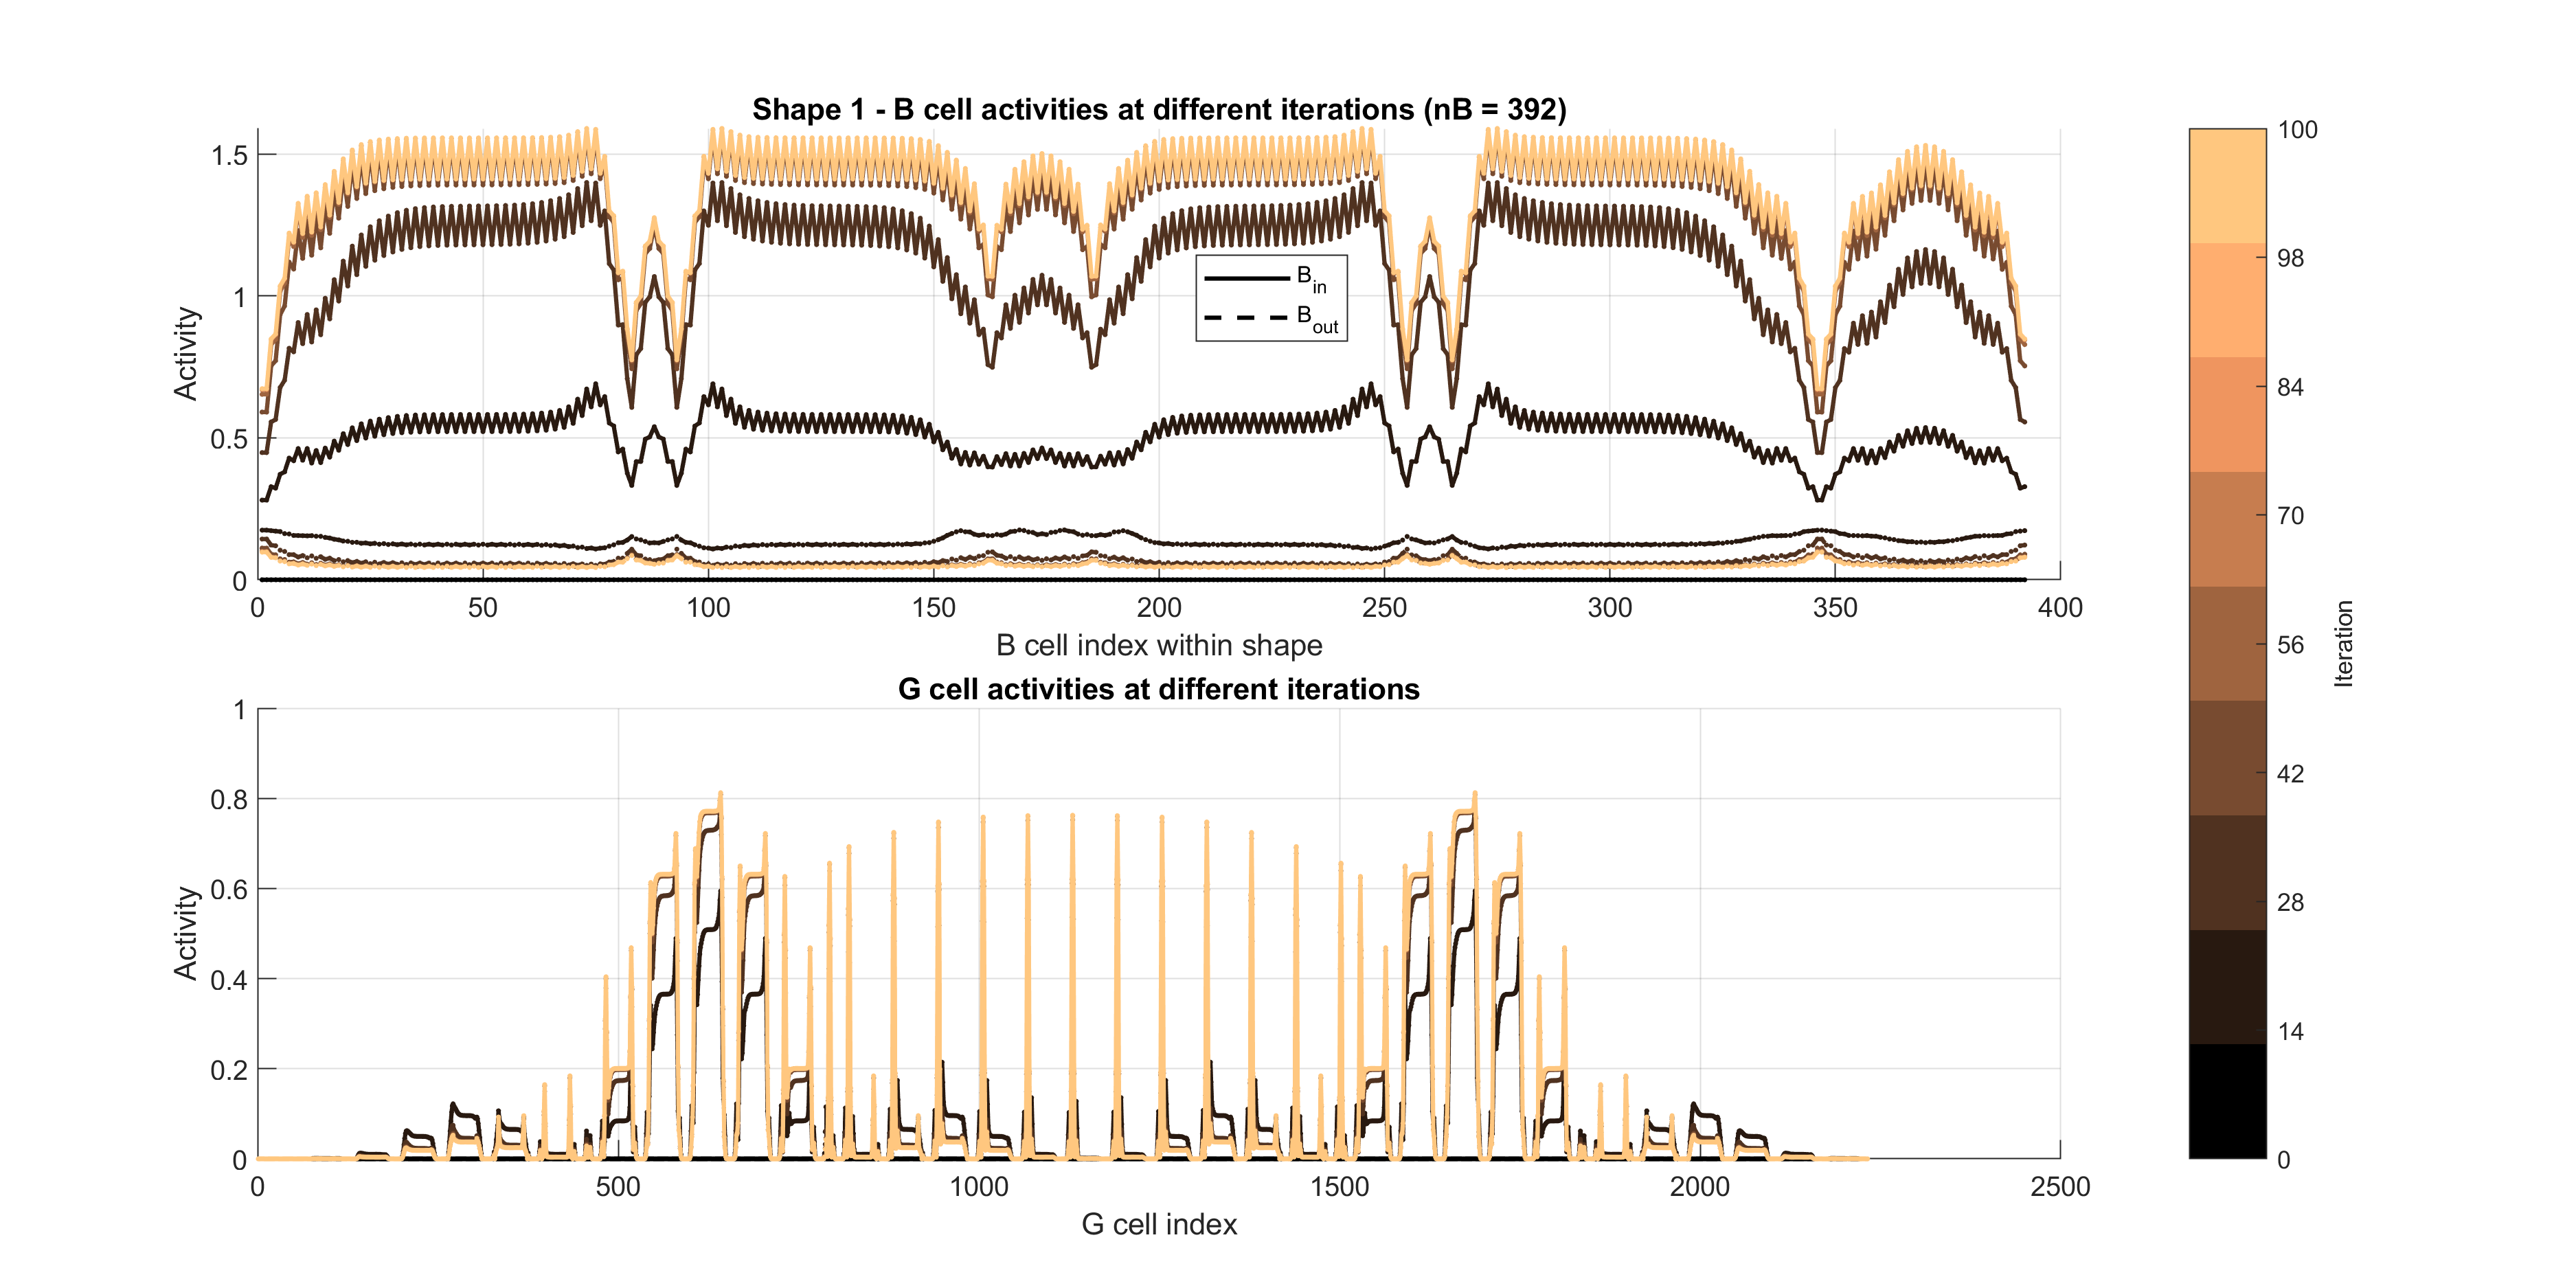 Shape 1 - B cell activities at different iterations (nB = 392)
1.5
1
0.5
0
Activity
B_in
B_out
0 50 100 150 200 250 300 350 400
B cell index within shape
G cell activities at different iterations
1
0.8
0.6
0.4
0.2
0
Activity
0 500 1000 1500 2000 2500
G cell index
100
98
84
70
56
42
28
14
0
Iteration